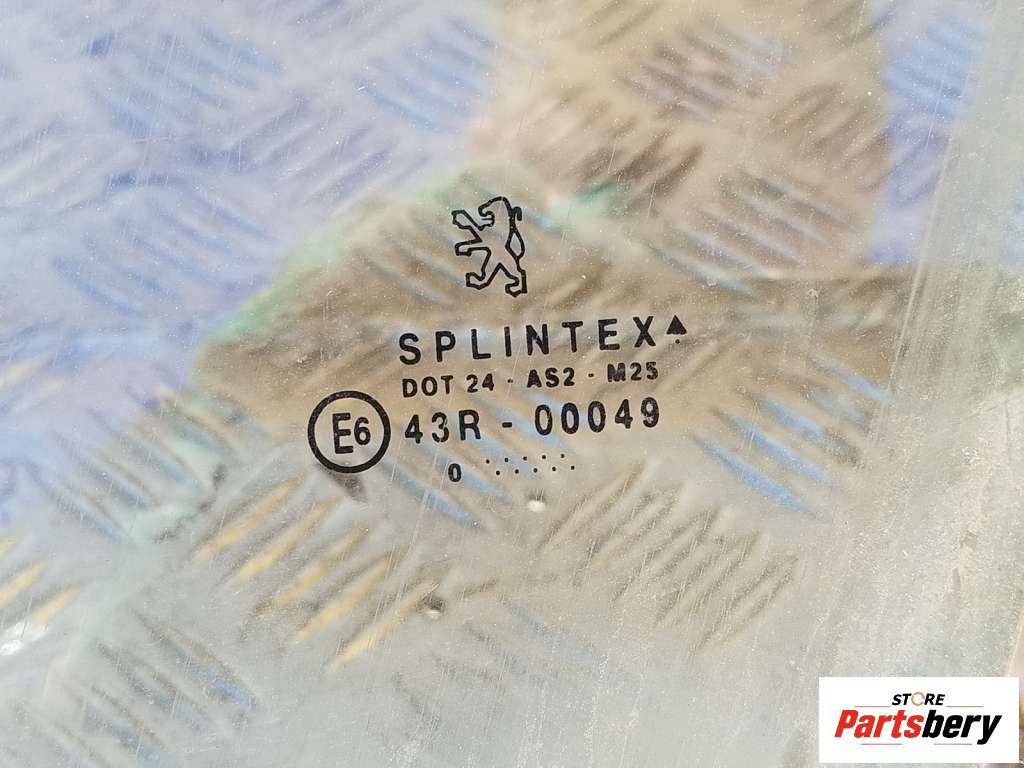 SPLINTEX
DOT 24 - AS2 - M25
E6 43R - 00049
0
STORE
Partsbery